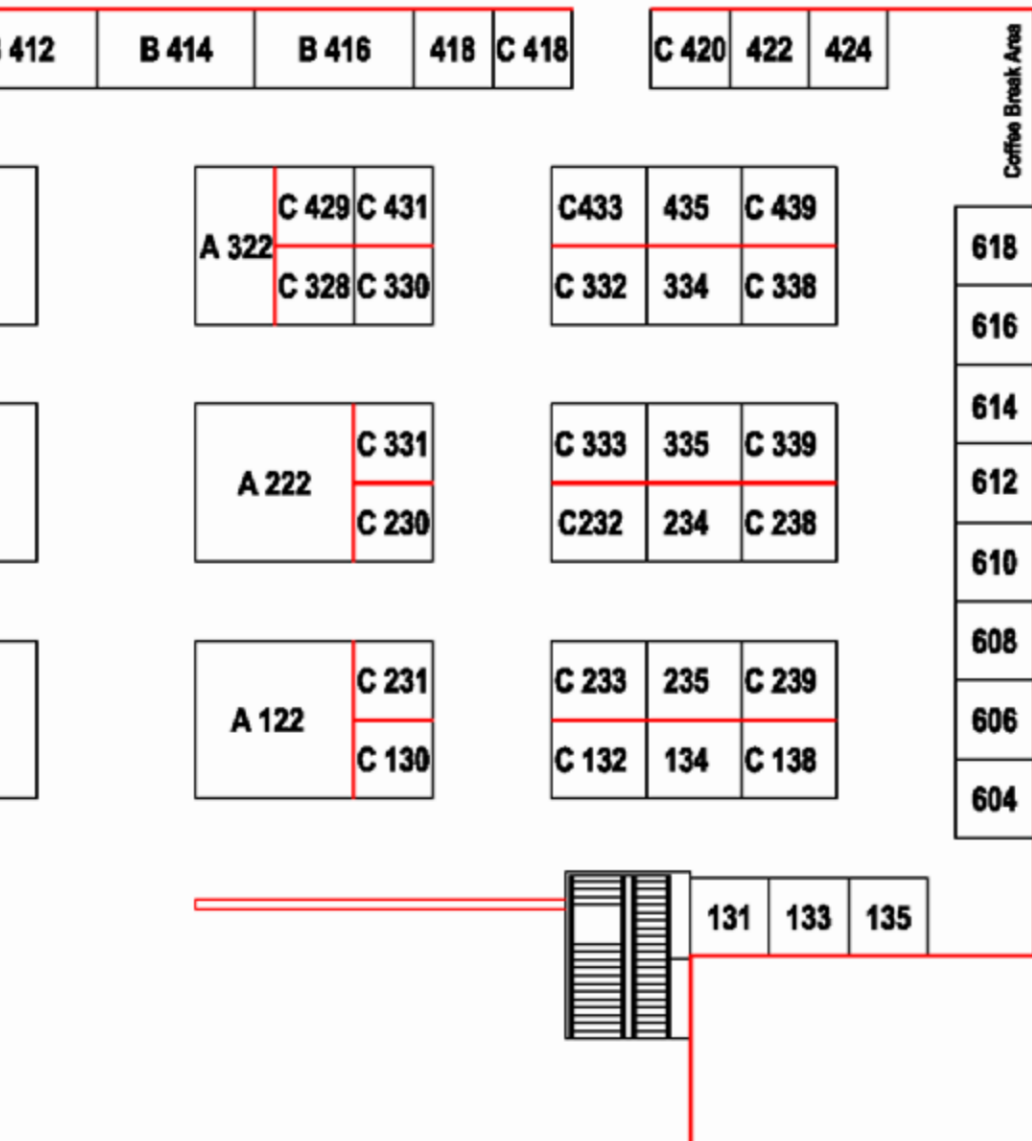 412
B 414
B 416
418
C 418
C 420
422
424
Coffee Break Area
A 322
C 429
C 431
C 328
C 330
C433
435
C 439
C 332
334
C 338
618
616
614
612
610
608
606
604
A 222
C 331
C 230
C 333
335
C 339
C232
234
C 238
A 122
C 231
C 130
C 233
235
C 239
C 132
134
C 138
131
133
135